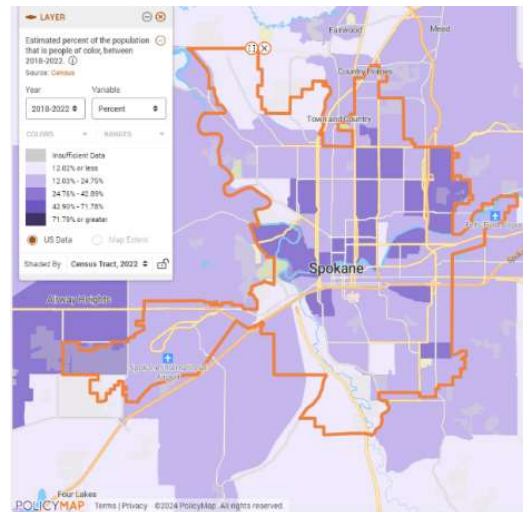 LAYER
Estimated percent of the population
that is people of color, between
2018-2022.
Source: Census
Year Variable
2018-2022 Percent
COLORS RANGES
Insufficient Data
12.02% or less
12.03% - 24.75%
24.76% - 42.89%
42.90% - 71.78%
71.79% or greater
US Data Map Extent
Shaded By Census Tract, 2022
Fairwood
Mead
Country Homes
Town and Country
Spokane
Airway Heights
Spokane International
Airport
Four Lakes
POLICYMAP Terms | Privacy ©2024 PolicyMap. All rights reserved.